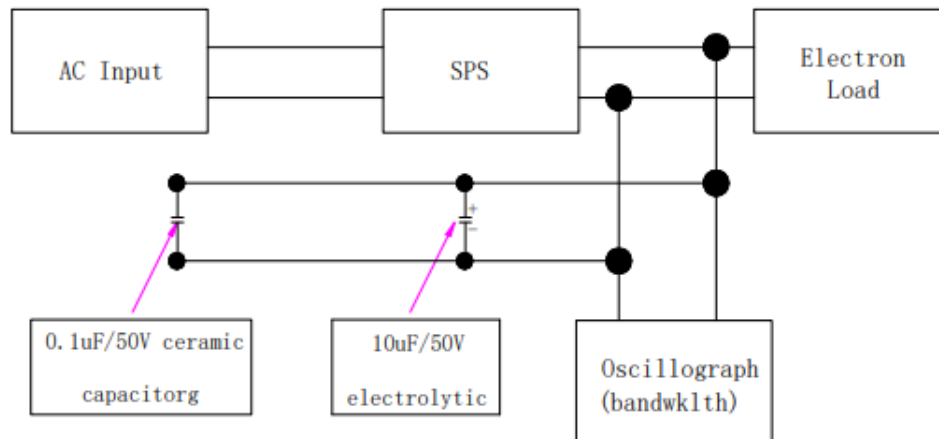 AC Input
SPS
Electron
Load
+
-
0.1uF/50V ceramic
capacitorg
10uF/50V
electrolytic
Oscillograph
(bandwklth)